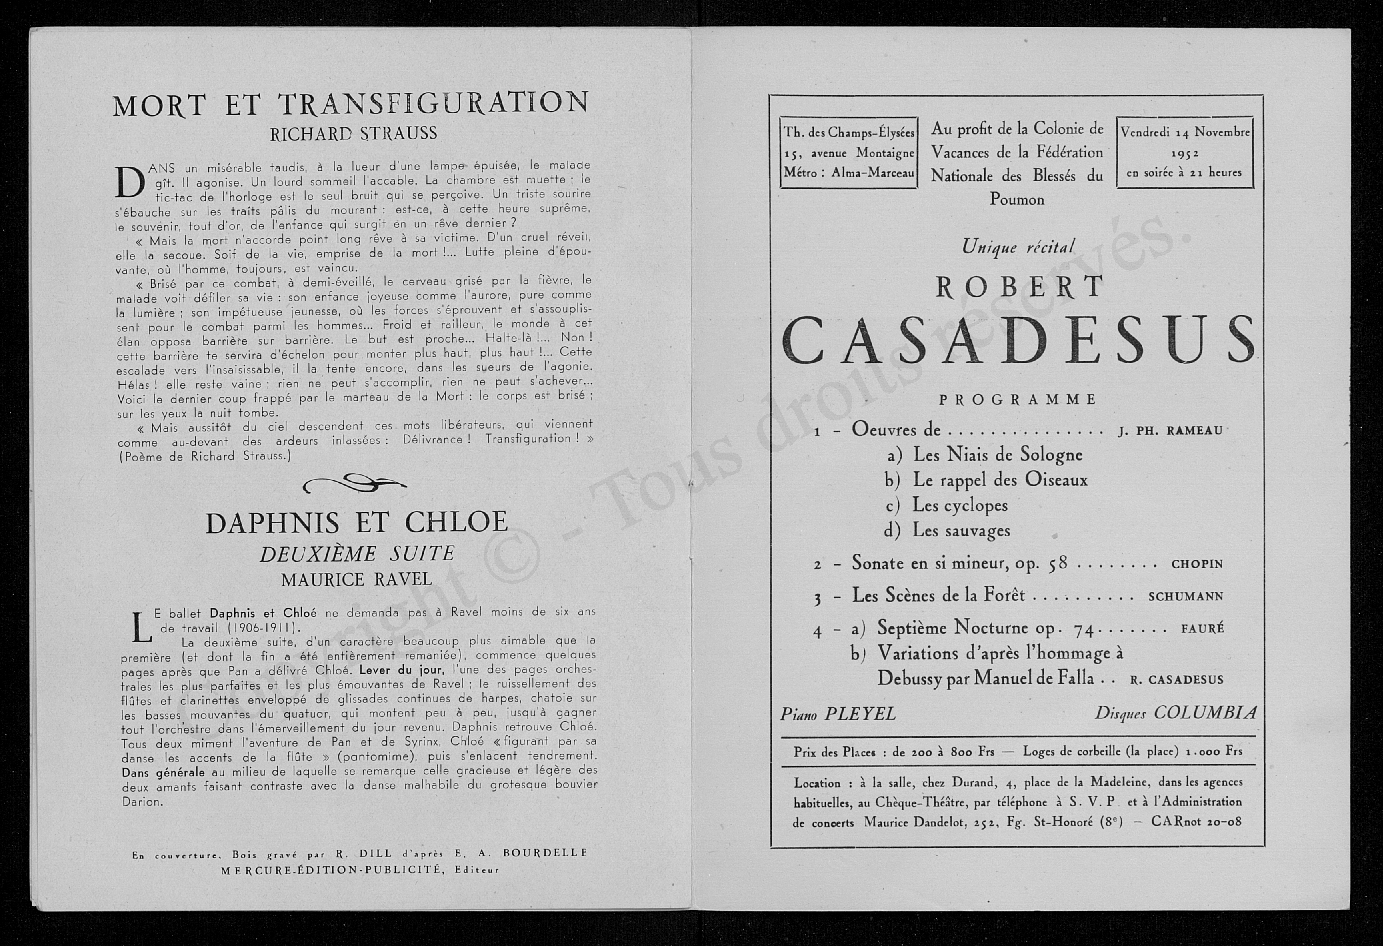 MORT ET TRANSFIGURATION
RICHARD STRAUSS
DANS un misérable taudis, à la lueur d'une lampe épuisée, le malade
gît. Il agonise. Un lourd sommeil l'accable. La chambre est muette : le
tic-tac de l'horloge est le seul bruit qui se perçoive. Un triste sourire
s'ébauche sur les traits pâlis du mourant : est-ce, à cette heure suprême,
le souvenir, tout d'or, de l'enfance qui surgit en un rêve dernier ?
« Mais la mort n'accorde point long rêve à sa victime. D'un cruel réveil,
elle la secoue. Soif de la vie, emprise de la mort !... Lutte pleine d'épou-
vante, où l'homme, toujours, est vaincu.
« Brisé par ce combat, à demi-éveillé, le cerveau grisé par la fièvre, le
malade voit défiler sa vie : son enfance joyeuse comme l'aurore, pure comme
la lumière ; son impétueuse jeunesse, où les forces s'éprouvent et s'assouplis-
sent pour le combat parmi les hommes... Froid et railleur, le monde à cet
élan opposa barrière sur barrière. Le but est proche... Halte-là !... Non !
cette barrière te servira d'échelon pour monter plus haut, plus haut !... Cette
escalade vers l'insaisissable, il la tente encore, dans les sueurs de l'agonie.
Hélas ! elle reste vaine ; rien ne peut s'accomplir, rien ne peut s'achever...
Voici le dernier coup frappé par le marteau de la Mort : le corps est brisé ;
sur les yeux la nuit tombe.
« Mais aussitôt du ciel descendent ces mots libérateurs, qui viennent
comme au-devant des ardeurs inlassées : Délivrance ! Transfiguration ! »
(Poème de Richard Strauss.)
DAPHNIS ET CHLOE
DEUXIÈME SUITE
MAURICE RAVEL
LE ballet Daphnis et Chloé ne demanda pas à Ravel moins de six ans
de travail (1906-1911).
La deuxième suite, d'un caractère beaucoup plus aimable que la
première (et dont la fin a été entièrement remaniée), commence quelques
pages après que Pan a délivré Chloé. Lever du jour, l'une des pages orches-
trales les plus parfaites et les plus émouvantes de Ravel ; le ruissellement des
flûtes et clarinettes enveloppé de glissades continues de harpes, chatoie sur
les basses mouvantes du quatuor, qui montent peu à peu, jusqu'à gagner
tout l'orchestre dans l'émerveillement du jour revenu. Daphnis retrouve Chloé.
Tous deux miment l'aventure de Pan et de Syrinx, Chloé « figurant par sa
danse les accents de la flûte » (pantomime), puis s'enlacent tendrement.
Dans générale au milieu de laquelle se remarque celle gracieuse et légère des
deux amants faisant contraste avec la danse malhabile du grotesque bouvier
Darion.
En couverture. Bois gravé par R. DILL d'après E. A. BOURDELLE
MERCURE-ÉDITION-PUBLICITÉ, Editeur
Th. des Champs-Élysées
15, avenue Montaigne
Métro : Alma-Marceau
Au profit de la Colonie de
Vacances de la Fédération
Nationale des Blessés du
Poumon
Vendredi 14 Novembre
1952
en soirée à 21 heures
Unique récital
ROBERT
CASADESUS
PROGRAMME
1 - Oeuvres de . . . . . . . . . . . . . . . J. PH. RAMEAU
a) Les Niais de Sologne
b) Le rappel des Oiseaux
c) Les cyclopes
d) Les sauvages
2 - Sonate en si mineur, op. 58 . . . . . . . . CHOPIN
3 - Les Scènes de la Forêt . . . . . . . . . . SCHUMANN
4 - a) Septième Nocturne op. 74 . . . . . . . FAURÉ
b) Variations d'après l'hommage à
Debussy par Manuel de Falla . . R. CASADESUS
Piano PLEYEL Disques COLUMBIA
Prix des Places : de 200 à 800 Frs — Loges de corbeille (la place) 1.000 Frs
Location : à la salle, chez Durand, 4, place de la Madeleine, dans les agences
habituelles, au Chèque-Théâtre, par téléphone à S. V. P. et à l'Administration
de concerts Maurice Dandelot, 252, Fg. St-Honoré (8e) — CARnot 20-08
Copyright © - Tous droits réservés.